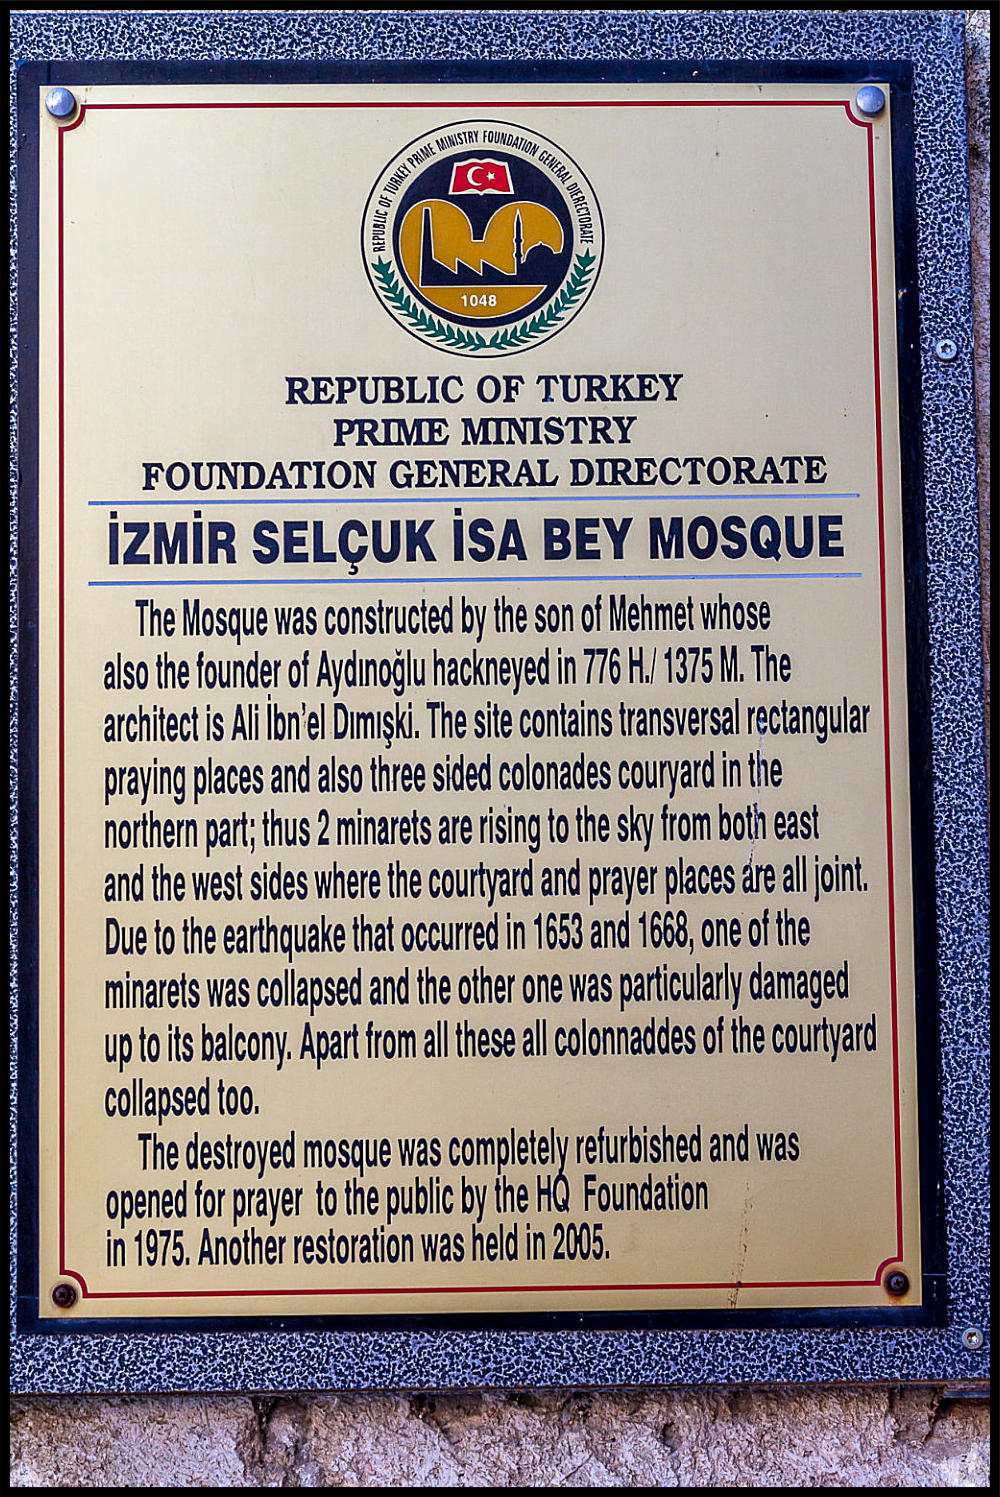 REPUBLIC OF TURKEY PRIME MINISTRY FOUNDATION GENERAL DIERECTORATE
1048
REPUBLIC OF TURKEY
PRIME MINISTRY
FOUNDATION GENERAL DIRECTORATE
İZMİR SELÇUK İSA BEY MOSQUE
The Mosque was constructed by the son of Mehmet whose
also the founder of Aydınoğlu hackneyed in 776 H./ 1375 M. The
architect is Ali İbn'el Dımışki. The site contains transversal rectangular
praying places and also three sided colonades couryard in the
northern part; thus 2 minarets are rising to the sky from both east
and the west sides where the courtyard and prayer places are all joint.
Due to the earthquake that occurred in 1653 and 1668, one of the
minarets was collapsed and the other one was particularly damaged
up to its balcony. Apart from all these all colonnaddes of the courtyard
collapsed too.
The destroyed mosque was completely refurbished and was
opened for prayer to the public by the HQ Foundation
in 1975. Another restoration was held in 2005.